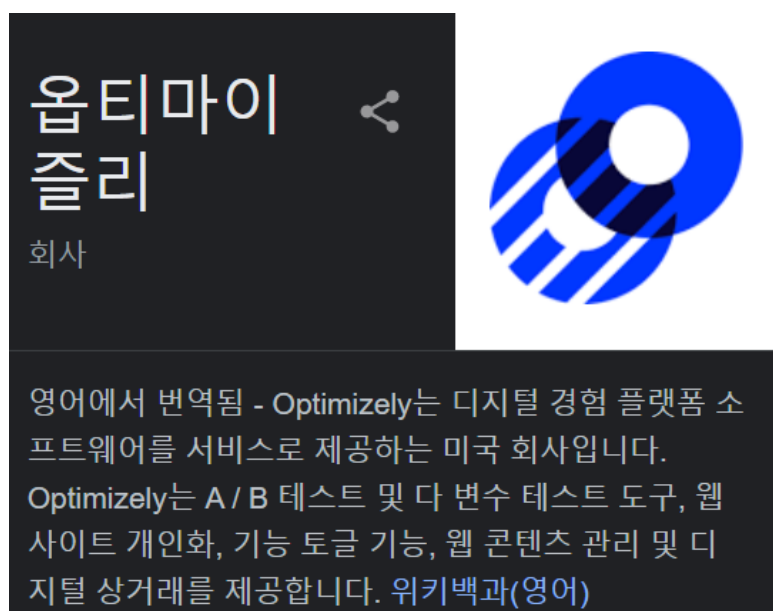 옵티마이
즐리
회사
영어에서 번역됨 - Optimizely는 디지털 경험 플랫폼 소
프트웨어를 서비스로 제공하는 미국 회사입니다.
Optimizely는 A / B 테스트 및 다 변수 테스트 도구, 웹
사이트 개인화, 기능 토글 기능, 웹 콘텐츠 관리 및 디
지털 상거래를 제공합니다. 위키백과(영어)